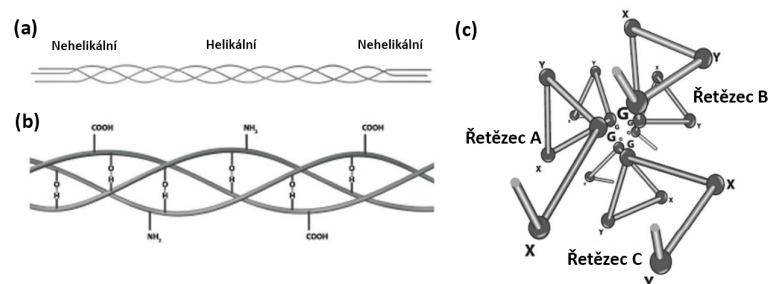 (a)
Nehelikální
Helikální
Nehelikální
(b)
COOH
NH2
COOH
O
H
O
H
O
H
O
H
O
H
O
H
NH2
COOH
(c)
X
Y
Řetězec B
X
Y
Y
Y
X
G
G
G
G
Řetězec A
X
X
Y
X
X
Řetězec C
Y